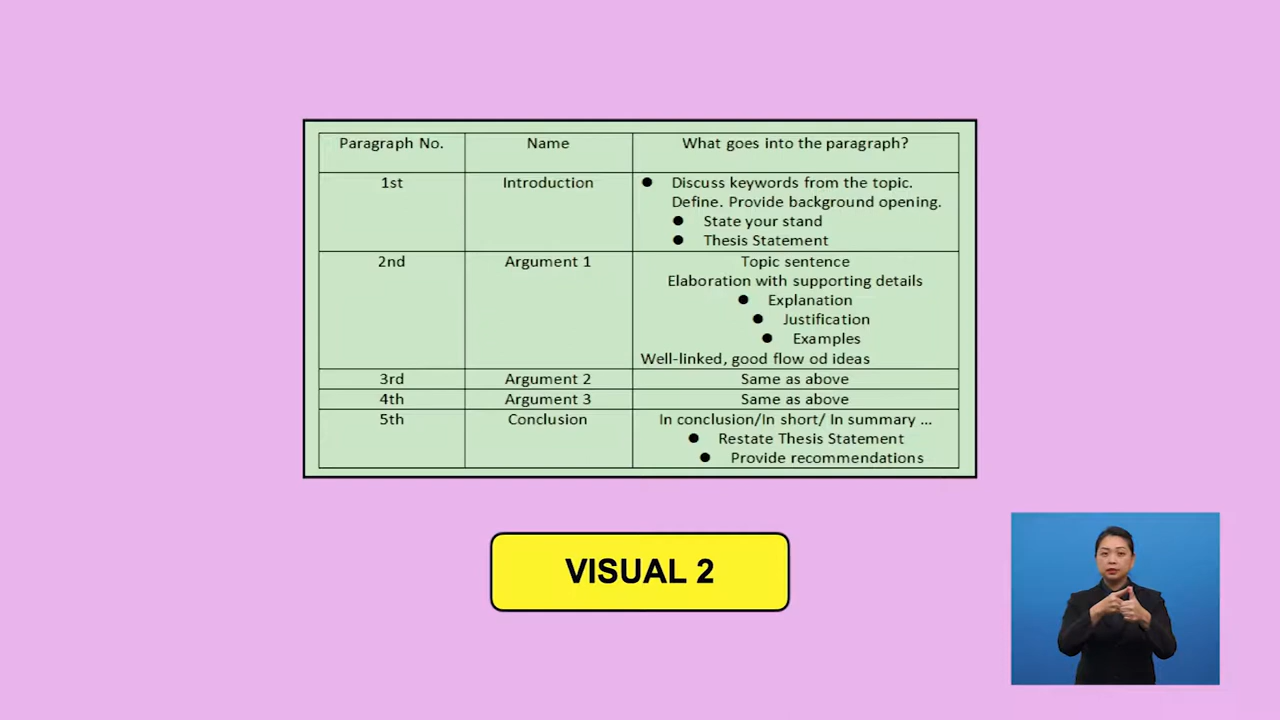 Paragraph No. Name What goes into the paragraph?
1st Introduction ● Discuss keywords from the topic.
Define. Provide background opening.
● State your stand
● Thesis Statement
2nd Argument 1 Topic sentence
Elaboration with supporting details
● Explanation
● Justification
● Examples
Well-linked, good flow od ideas
3rd Argument 2 Same as above
4th Argument 3 Same as above
5th Conclusion In conclusion/In short/ In summary ...
● Restate Thesis Statement
● Provide recommendations
VISUAL 2